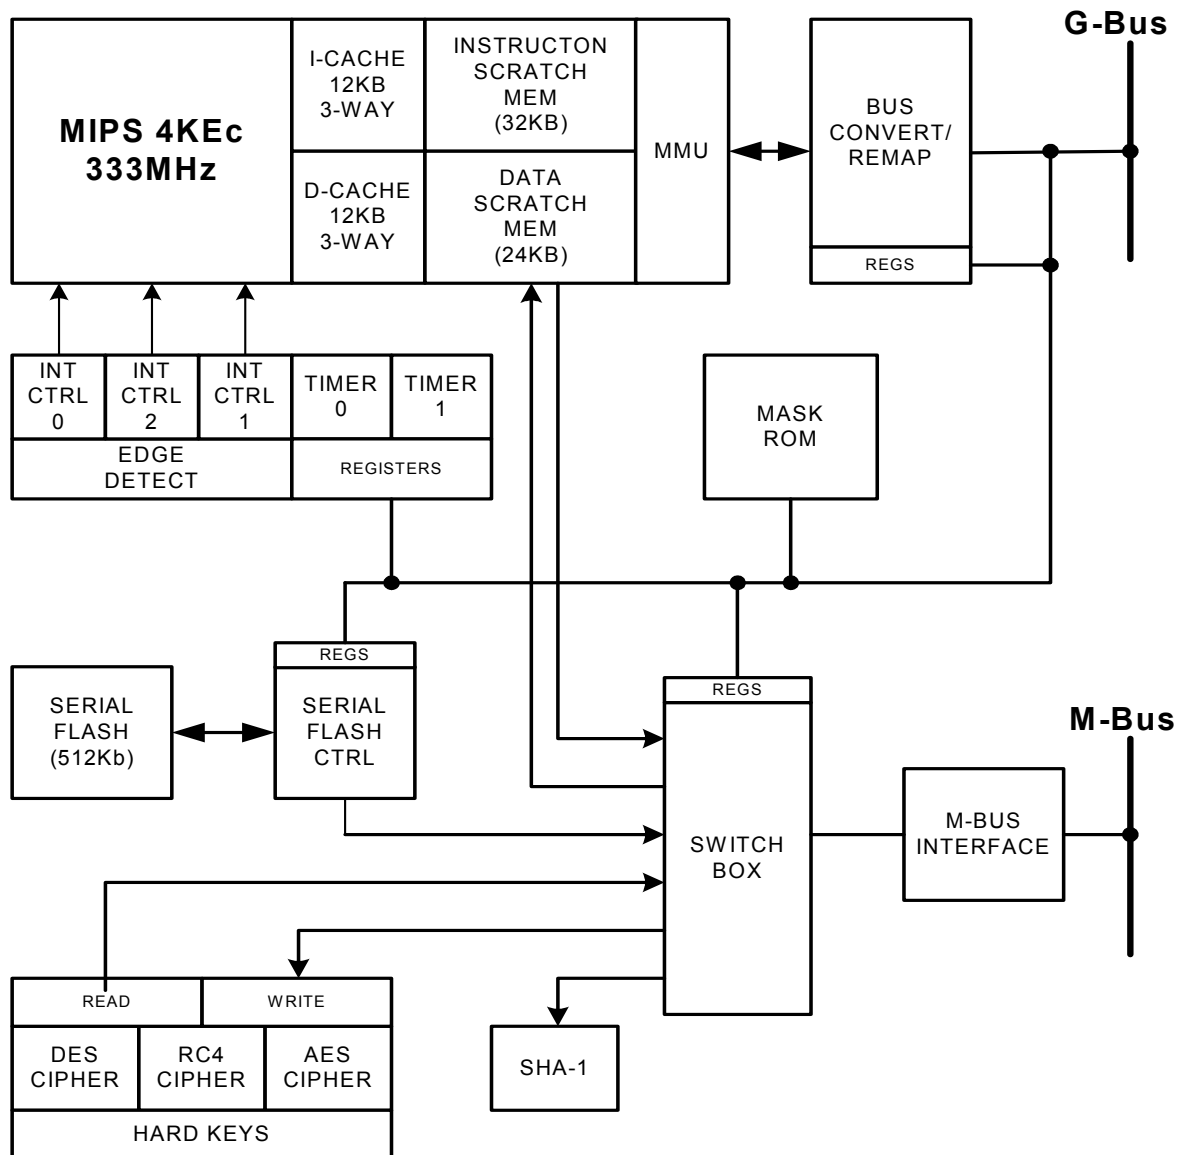 G-Bus
MIPS 4KEc
333MHz
I-CACHE
12KB
3-WAY
INSTRUCTON
SCRATCH
MEM
(32KB)
D-CACHE
12KB
3-WAY
DATA
SCRATCH
MEM
(24KB)
MMU
BUS
CONVERT/
REMAP
REGS
INT
CTRL
0
INT
CTRL
2
INT
CTRL
1
TIMER
0
TIMER
1
EDGE
DETECT
REGISTERS
MASK
ROM
SERIAL
FLASH
(512Kb)
REGS
SERIAL
FLASH
CTRL
REGS
SWITCH
BOX
M-Bus
M-BUS
INTERFACE
READ
WRITE
DES
CIPHER
RC4
CIPHER
AES
CIPHER
HARD KEYS
SHA-1